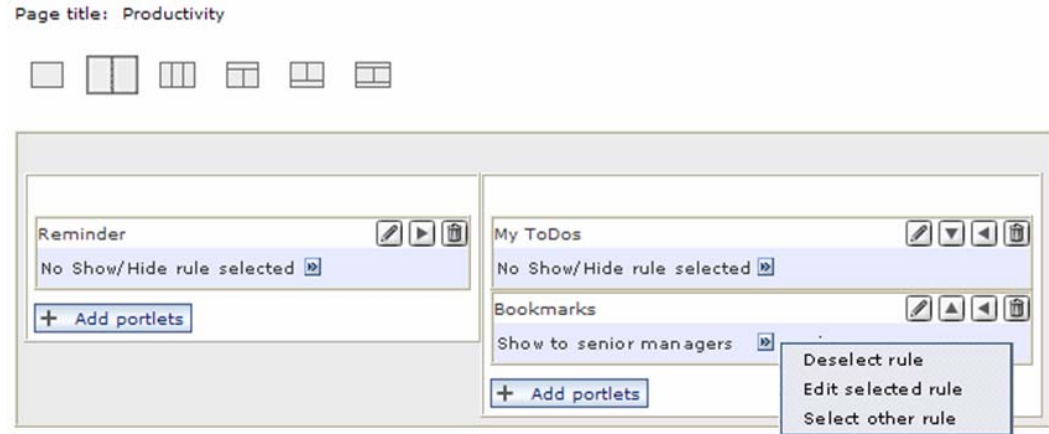 Page title: Productivity
Reminder
No Show/Hide rule selected
+ Add portlets
My ToDos
No Show/Hide rule selected
Bookmarks
Show to senior managers
+ Add portlets
Deselect rule
Edit selected rule
Select other rule